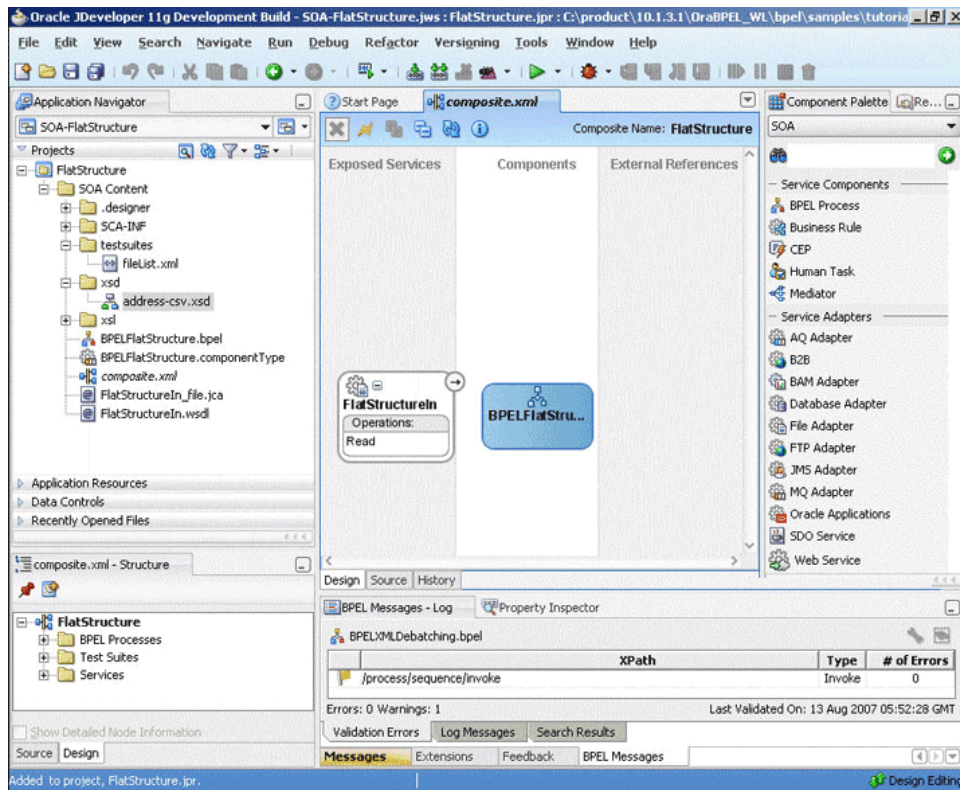 Oracle JDeveloper 11g Development Build - SOA-FlatStructure.jws : FlatStructure.jpr : C:\product\10.1.3.1\OraBPEL_WL\bpel\samples\tutoria
File Edit View Search Navigate Run Debug Refactor Versioning Tools Window Help
Application Navigator
SOA-FlatStructure
Projects
FlatStructure
SOA Content
.designer
SCA-INF
testsuites
fileList.xml
xsd
address-csv.xsd
xsl
BPELFlatStructure.bpel
BPELFlatStructure.componentType
composite.xml
FlatStructureIn_file.jca
FlatStructureIn.wsdl
Application Resources
Data Controls
Recently Opened Files
composite.xml - Structure
FlatStructure
BPEL Processes
Test Suites
Services
Show Detailed Node Information
Source Design
Start Page composite.xml
Composite Name: FlatStructure
Exposed Services Components External References
FlatStructureIn
Operations:
Read
BPELFlatStru...
Design Source History
BPEL Messages - Log Property Inspector
BPELXMLDebatching.bpel
XPath Type # of Errors
/process/sequence/invoke Invoke 0
Errors: 0 Warnings: 1 Last Validated On: 13 Aug 2007 05:52:28 GMT
Validation Errors Log Messages Search Results
Messages Extensions Feedback BPEL Messages
Component Palette Re...
SOA
Service Components
BPEL Process
Business Rule
CEP
Human Task
Mediator
Service Adapters
AQ Adapter
B2B
BAM Adapter
Database Adapter
File Adapter
FTP Adapter
JMS Adapter
MQ Adapter
Oracle Applications
SDO Service
Web Service
Added to project, FlatStructure.jpr. Design Editing